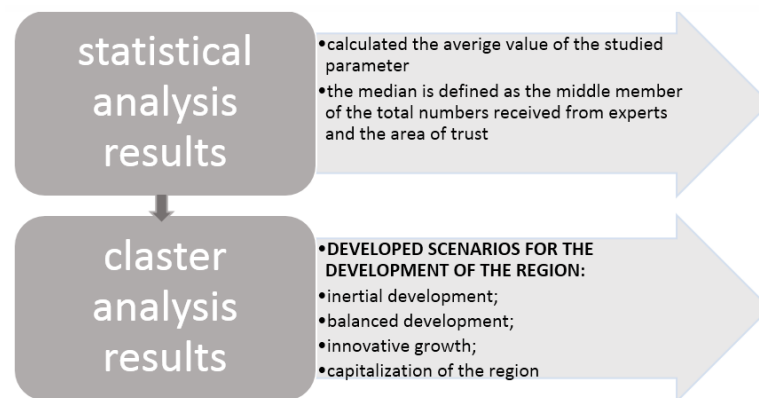 statistical
analysis
results
•calculated the averige value of the studied
parameter
•the median is defined as the middle member
of the total numbers received from experts
and the area of trust
claster
analysis
results
•DEVELOPED SCENARIOS FOR THE
DEVELOPMENT OF THE REGION:
•inertial development;
•balanced development;
•innovative growth;
•capitalization of the region